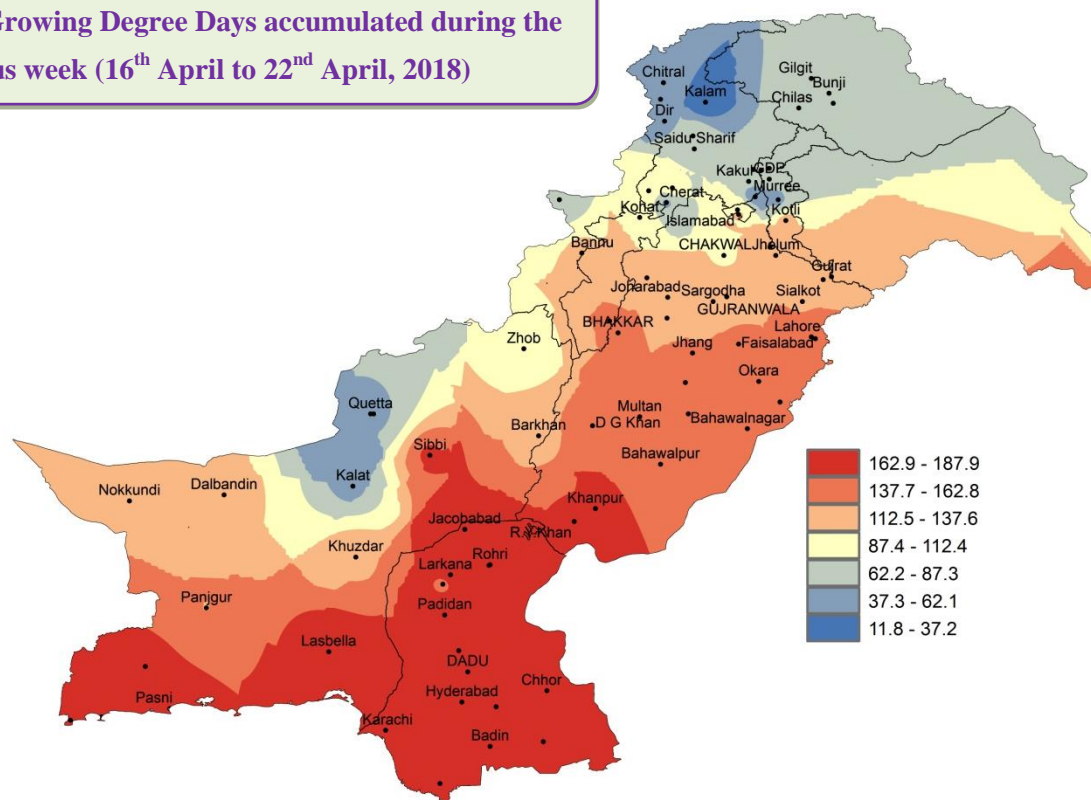 Growing Degree Days accumulated during the
us week (16th April to 22nd April, 2018)
Chitral
Gilgit
Bunji
Kalam
Chilas
Dir
Saidu Sharif
Murree
Cherat
Kohat
Kotli
Islamabad
Bannu
CHAKWAL
Jhelum
Gujrat
Joharabad
Sargodha
Sialkot
GUJRANWALA
BHAKKAR
Lahore
Zhob
Jhang
Faisalabad
Okara
Quetta
Multan
D G Khan
Bahawalnagar
Barkhan
Sibbi
Bahawalpur
Kalat
Nokkundi
Dalbandin
Khanpur
Jacobabad
Khan
Khuzdar
Rohri
Larkana
Panjgur
Padidan
Lasbella
DADU
Pasni
Hyderabad
Chhor
Karachi
Badin
162.9 - 187.9
137.7 - 162.8
112.5 - 137.6
87.4 - 112.4
62.2 - 87.3
37.3 - 62.1
11.8 - 37.2